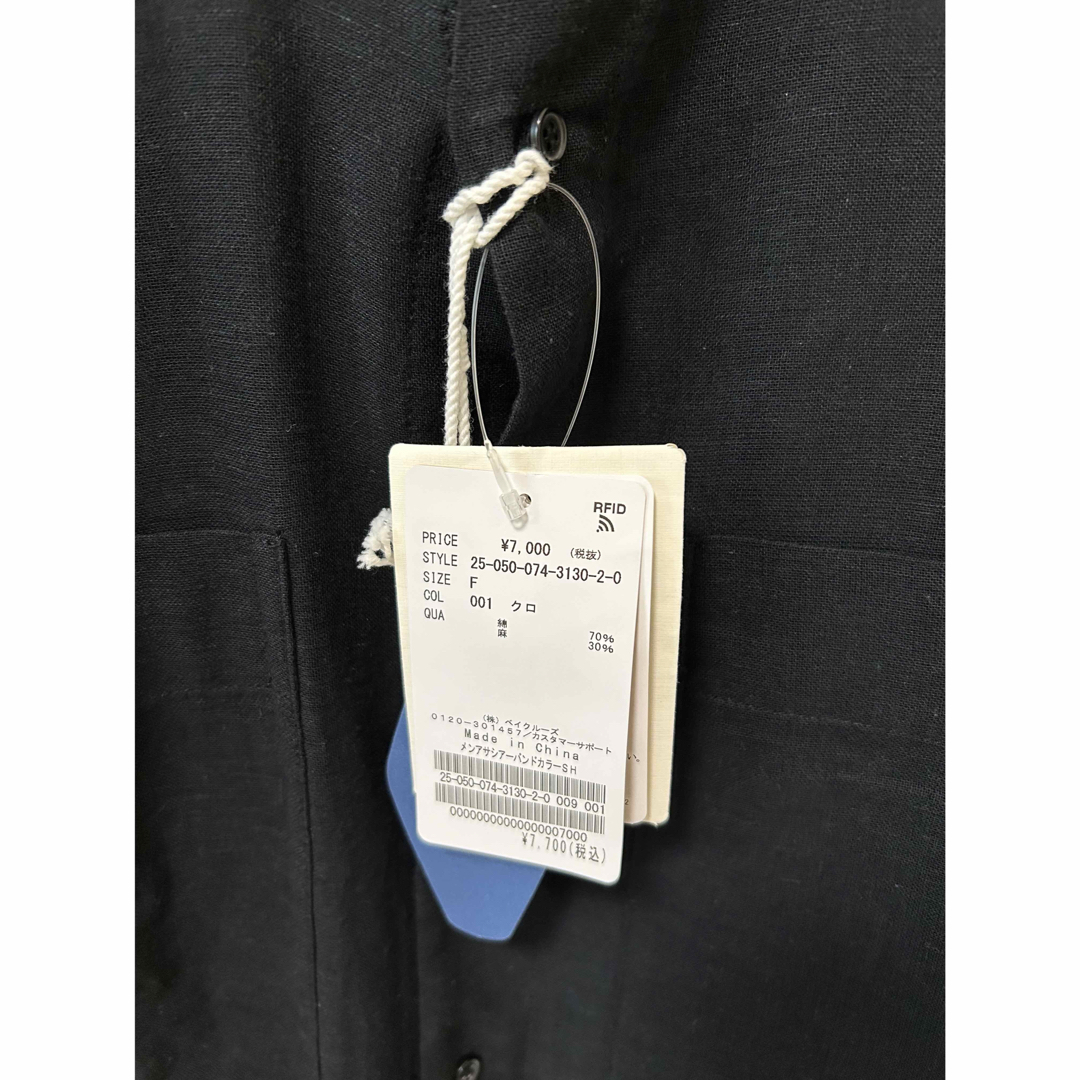 RFID
PRICE ¥7,000 (税抜)
STYLE 25-050-074-3130-2-0
SIZE F
COL 001 クロ
QUA 綿 70%
麻 30%
(株)ベイクルーズ
0120-301457/カスタマーサポート
Made in China
メンアサシアーバンドカラーSH
25-050-074-3130-2-0 009 001
00000000000000007000
¥7,700(税込)
い。
2